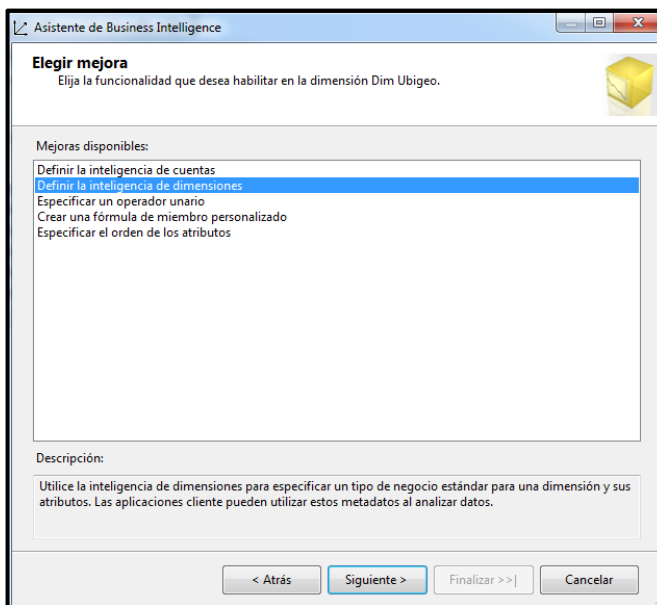 Asistente de Business Intelligence
Elegir mejora
Elija la funcionalidad que desea habilitar en la dimensión Dim Ubigeo.
Mejoras disponibles:
Definir la inteligencia de cuentas
Definir la inteligencia de dimensiones
Especificar un operador unario
Crear una fórmula de miembro personalizado
Especificar el orden de los atributos
Descripción:
Utilice la inteligencia de dimensiones para especificar un tipo de negocio estándar para una dimensión y sus
atributos. Las aplicaciones cliente pueden utilizar estos metadatos al analizar datos.
< Atrás Siguiente > Finalizar >>| Cancelar